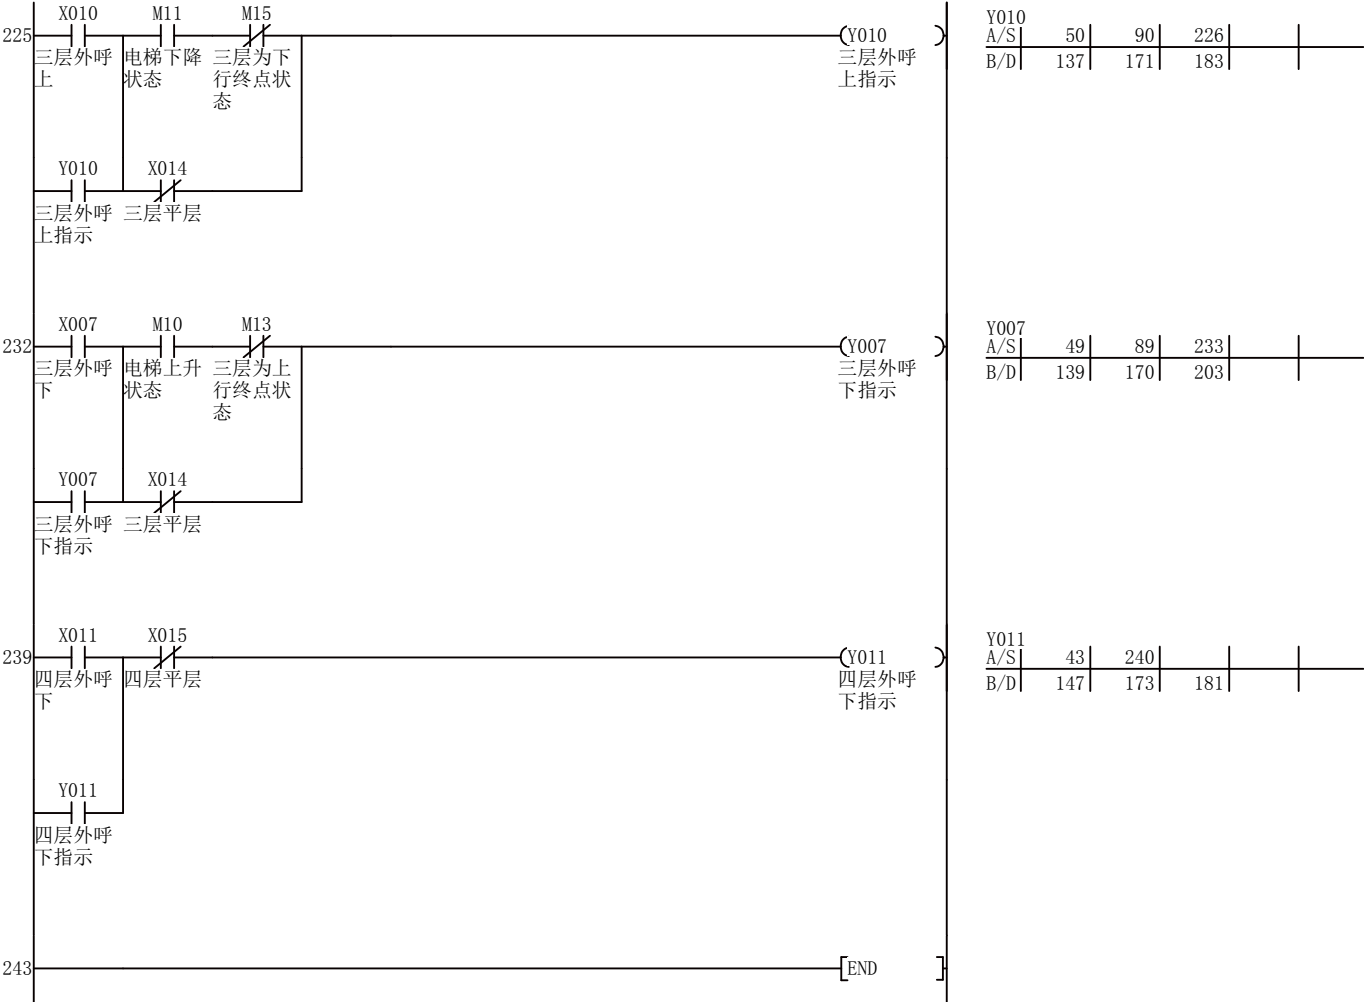 X010 M11 M15
225 Y010
三层外呼 电梯下降 三层为下 三层外呼
上 状态 行终点状 上指示
态
Y010
A/S 50 90 226
B/D 137 171 183
Y010 X014
三层外呼 三层平层
上指示
X007 M10 M13
232 Y007
三层外呼 电梯上升 三层为上 三层外呼
下 状态 行终点状 下指示
态
Y007
A/S 49 89 233
B/D 139 170 203
Y007 X014
三层外呼 三层平层
下指示
X011 X015
239 Y011
四层外呼 四层平层 四层外呼
下 下指示
Y011
A/S 43 240
B/D 147 173 181
Y011
四层外呼
下指示
243 END